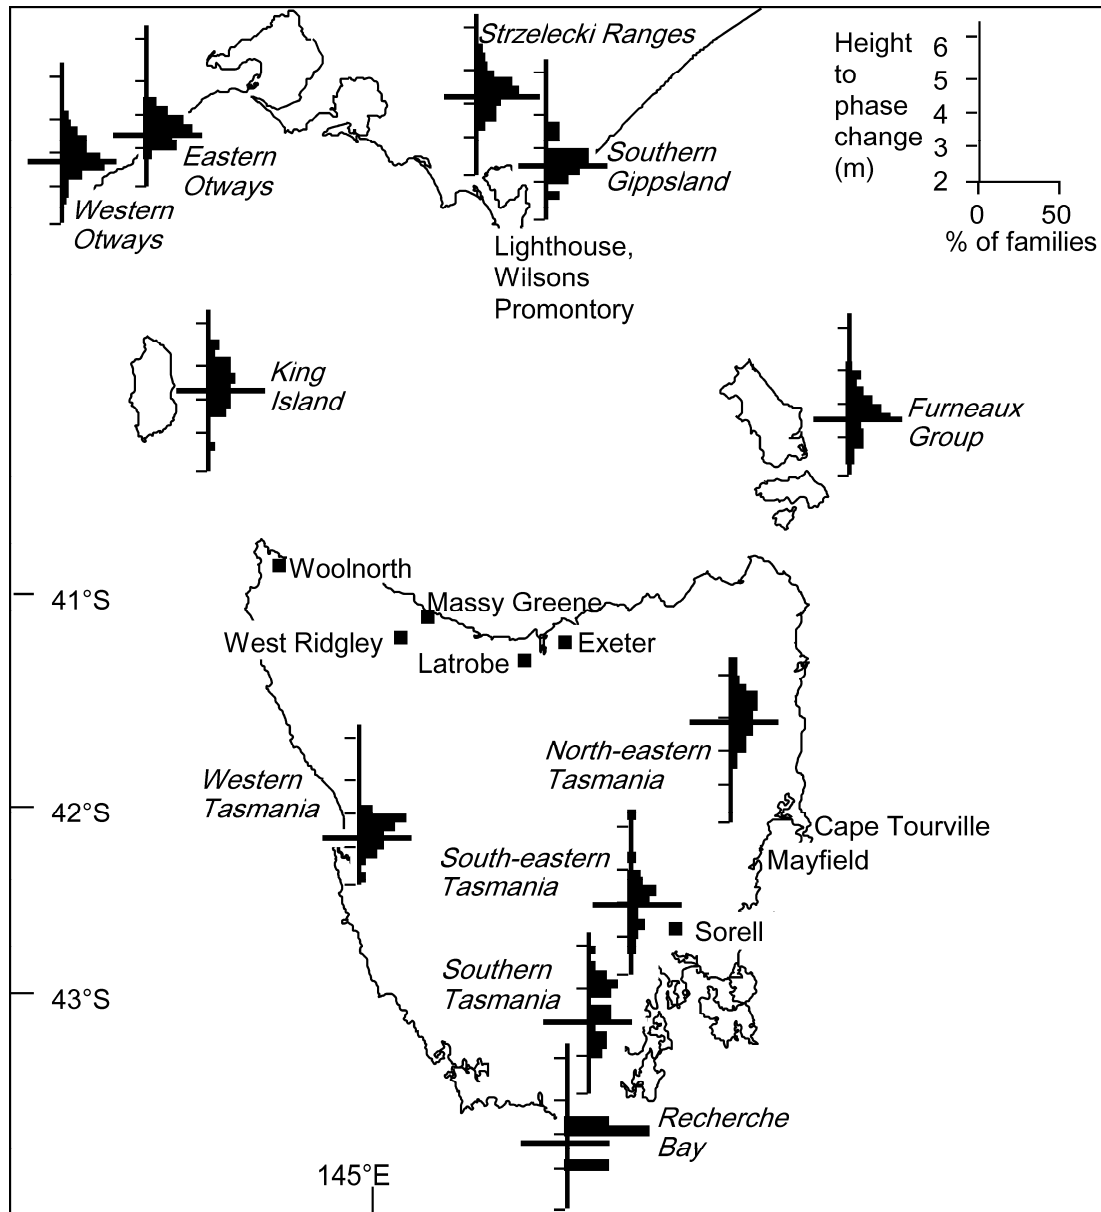 Strzelecki Ranges
Height
to
phase
change
(m)
6
5
4
3
2
0 50
% of families
Eastern
Otways
Western
Otways
Southern
Gippsland
Lighthouse,
Wilsons
Promontory
King
Island
Furneaux
Group
Woolnorth
41°S
Massy Greene
West Ridgley
Exeter
Latrobe
North-eastern
Tasmania
Western
Tasmania
42°S
Cape Tourville
Mayfield
South-eastern
Tasmania
Sorell
Southern
Tasmania
43°S
Recherche
Bay
145°E